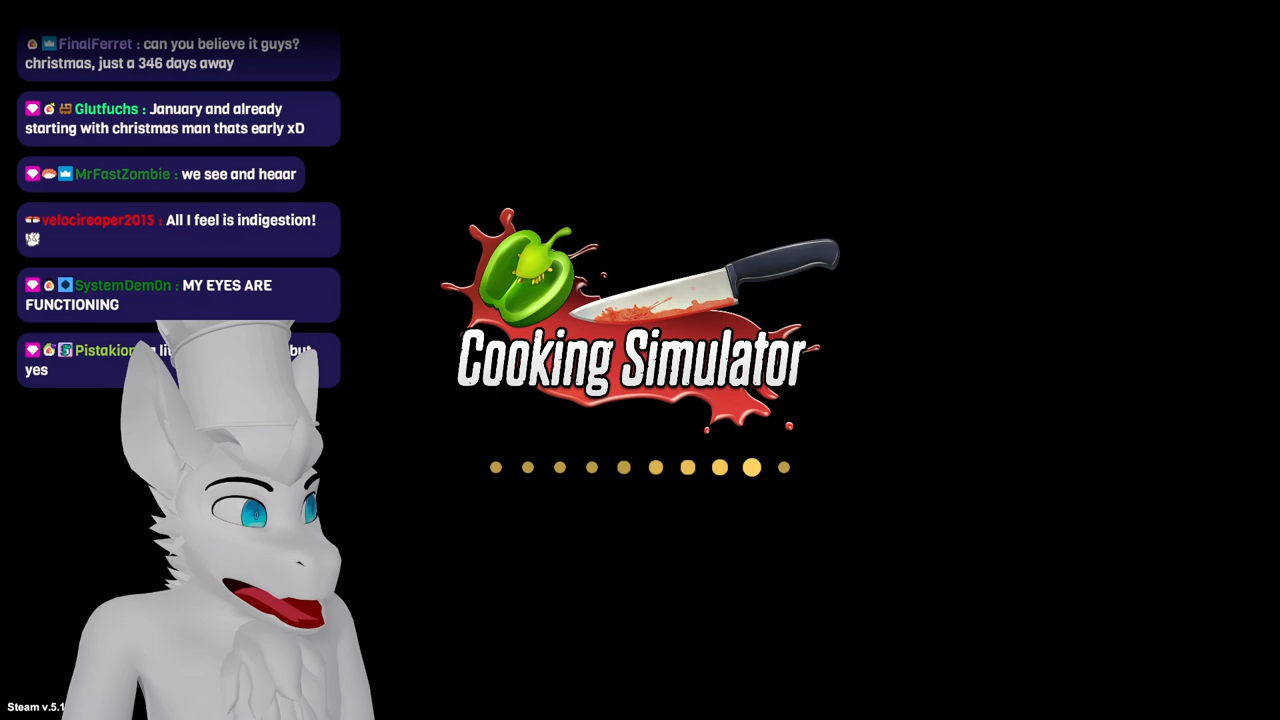 FinalFerret : can you believe it guys?
christmas, just a 346 days away
Glutfuchs : January and already
starting with christmas man thats early xD
MrFastZombie : we see and heaar
velocireaper2015 : All I feel is indigestion!
SystemDem0n : MY EYES ARE
FUNCTIONING
Pistakion
yes
Cooking Simulator
Steam v.5.1